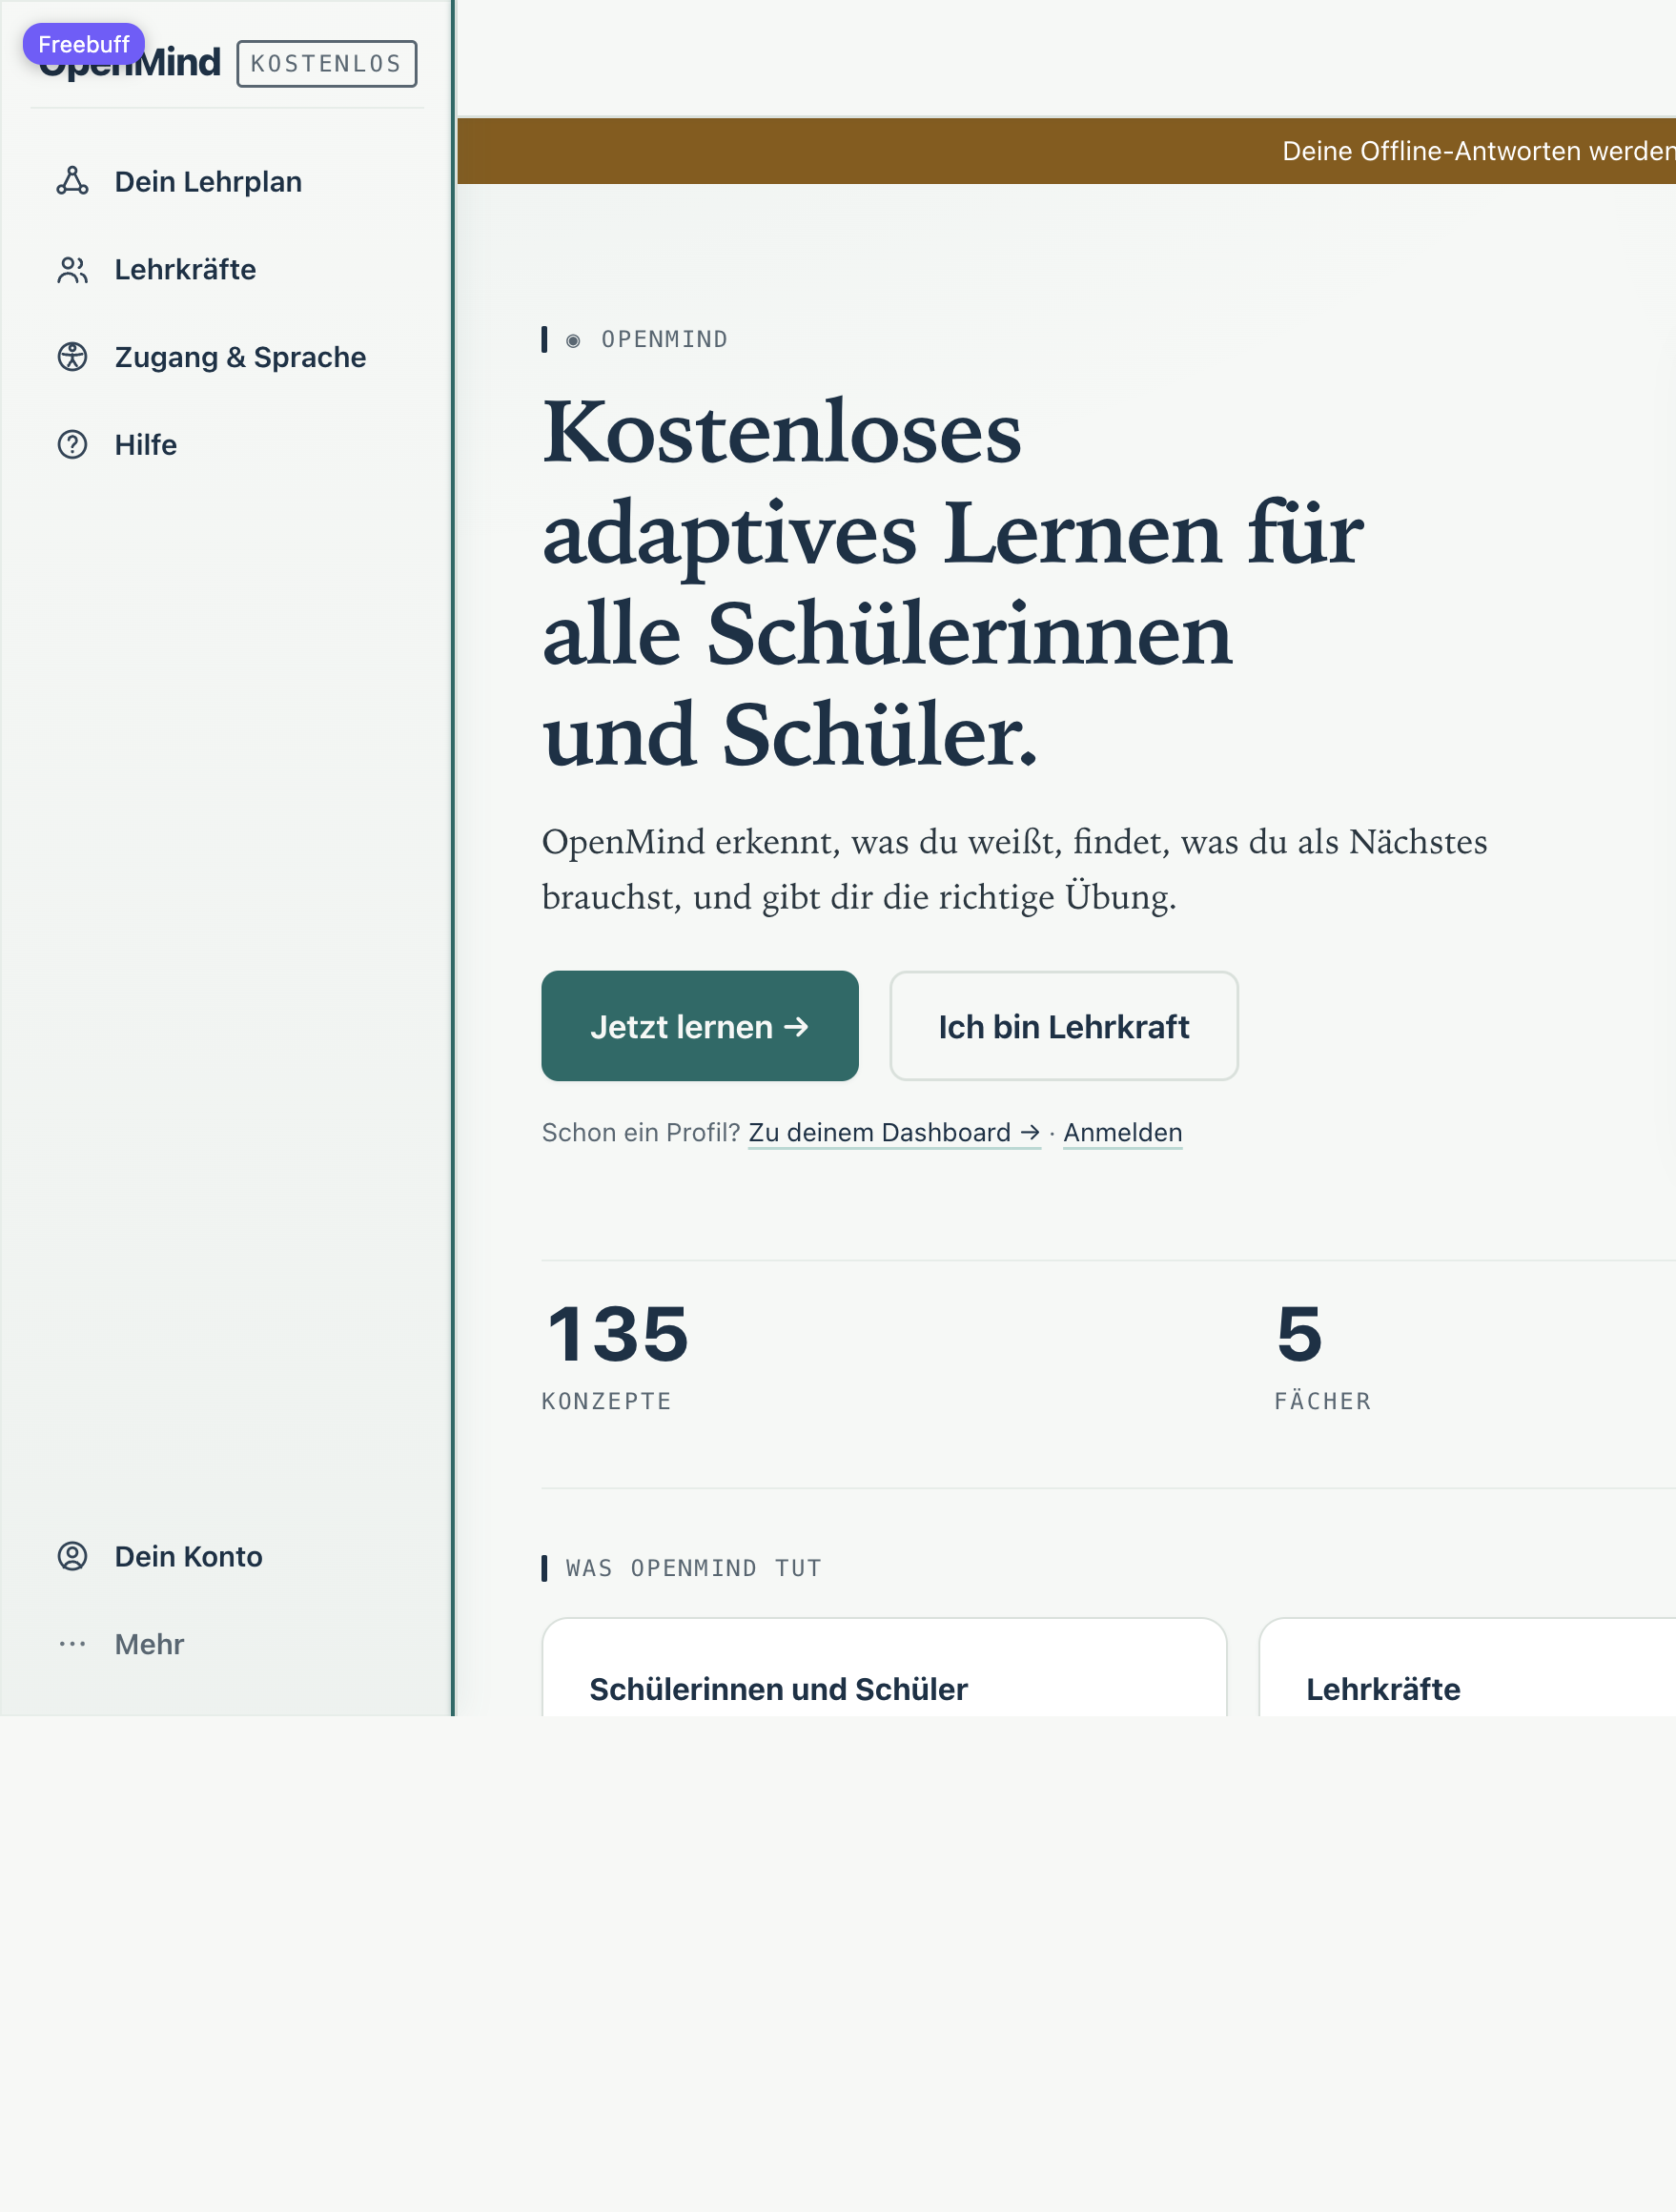 Freebuff
OpenMind
KOSTENLOS
Dein Lehrplan
Lehrkräfte
Zugang & Sprache
Hilfe
Dein Konto
··· Mehr
Deine Offline-Antworten werden
◉ OPENMIND
Kostenloses
adaptives Lernen für
alle Schülerinnen
und Schüler.
OpenMind erkennt, was du weißt, findet, was du als Nächstes
brauchst, und gibt dir die richtige Übung.
Jetzt lernen →
Ich bin Lehrkraft
Schon ein Profil? Zu deinem Dashboard → · Anmelden
135
KONZEPTE
5
FÄCHER
WAS OPENMIND TUT
Schülerinnen und Schüler
Lehrkräfte